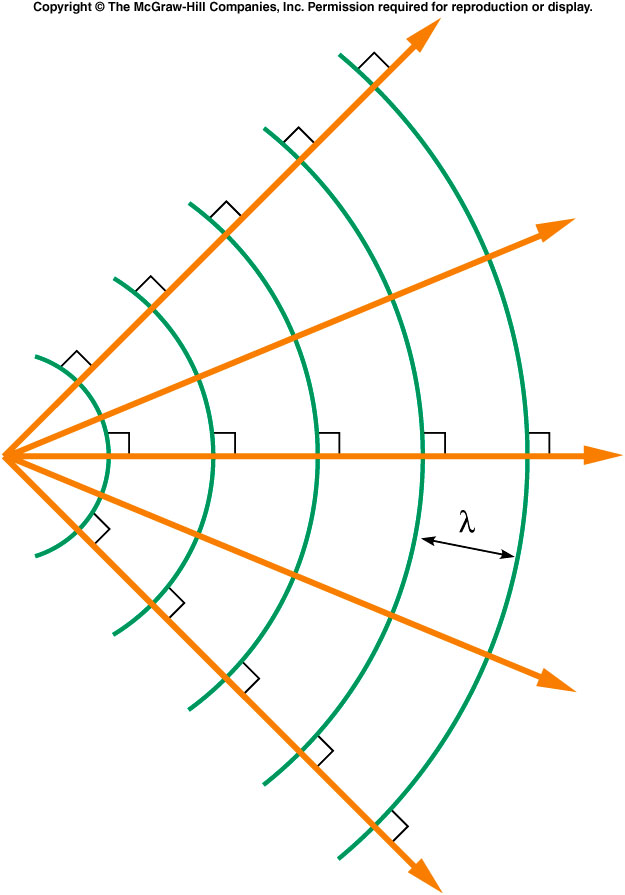 Copyright © The McGraw-Hill Companies, Inc. Permission required for reproduction or display.
λ